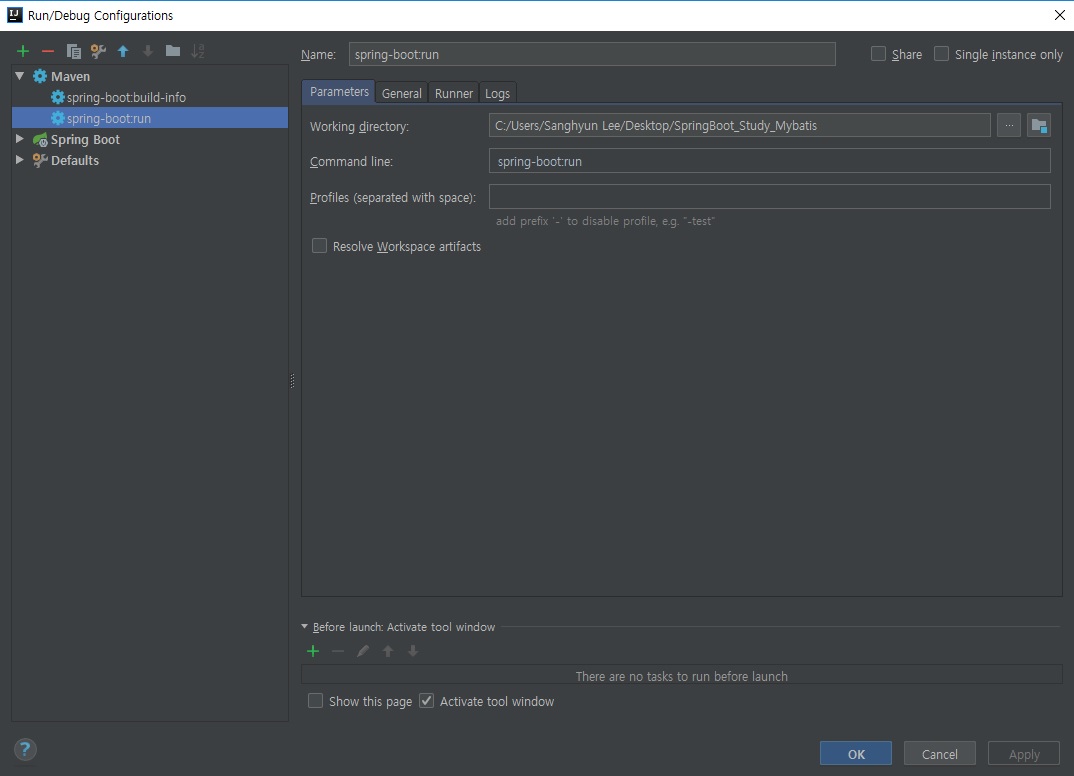 Run/Debug Configurations
Name: spring-boot:run Share Single instance only
Maven
spring-boot:build-info
spring-boot:run
Spring Boot
Defaults
Parameters General Runner Logs
Working directory: C:/Users/Sanghyun Lee/Desktop/SpringBoot_Study_Mybatis ...
Command line: spring-boot:run
Profiles (separated with space):
add prefix '-' to disable profile, e.g. "-test"
Resolve Workspace artifacts
Before launch: Activate tool window
There are no tasks to run before launch
Show this page Activate tool window
? OK Cancel Apply